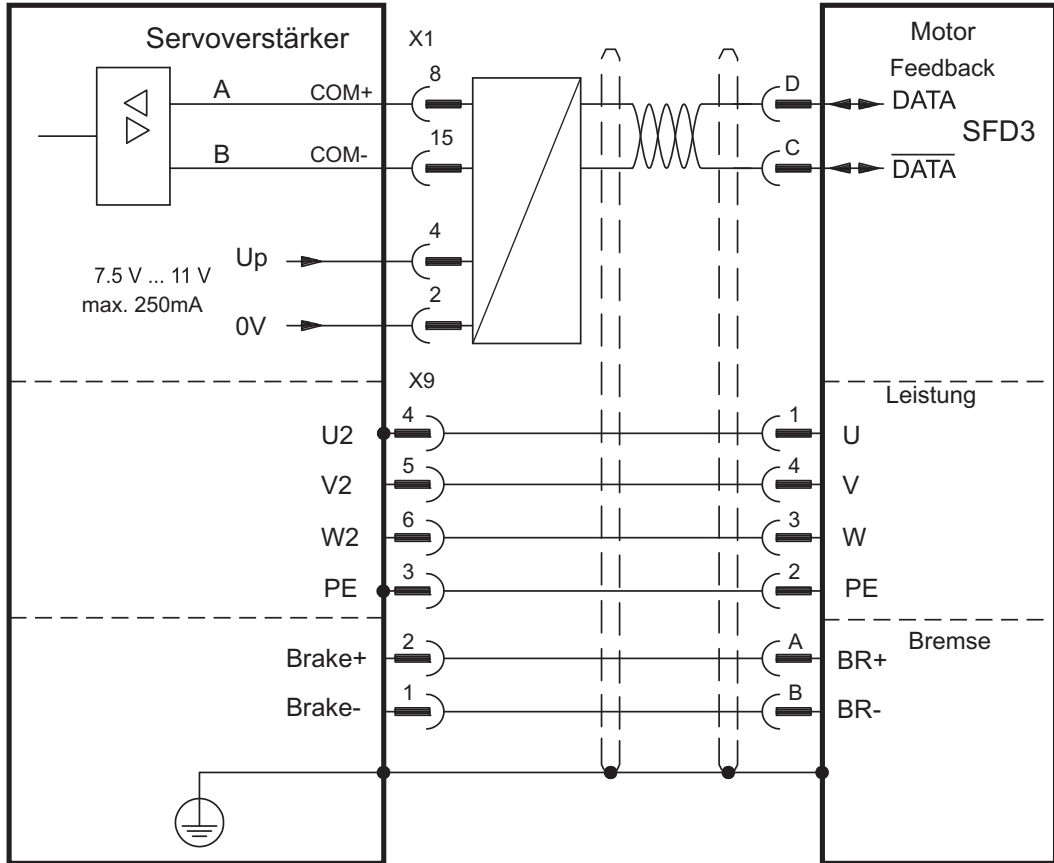 Servoverstärker
X1
Motor
Feedback
A
COM+
8
D
DATA
SFD3
B
COM-
15
C
DATA
Up
4
7.5 V ... 11 V
max. 250mA
0V
2
X9
Leistung
U2
4
1
U
V2
5
4
V
W2
6
3
W
PE
3
2
PE
Bremse
Brake+
2
A
BR+
Brake-
1
B
BR-